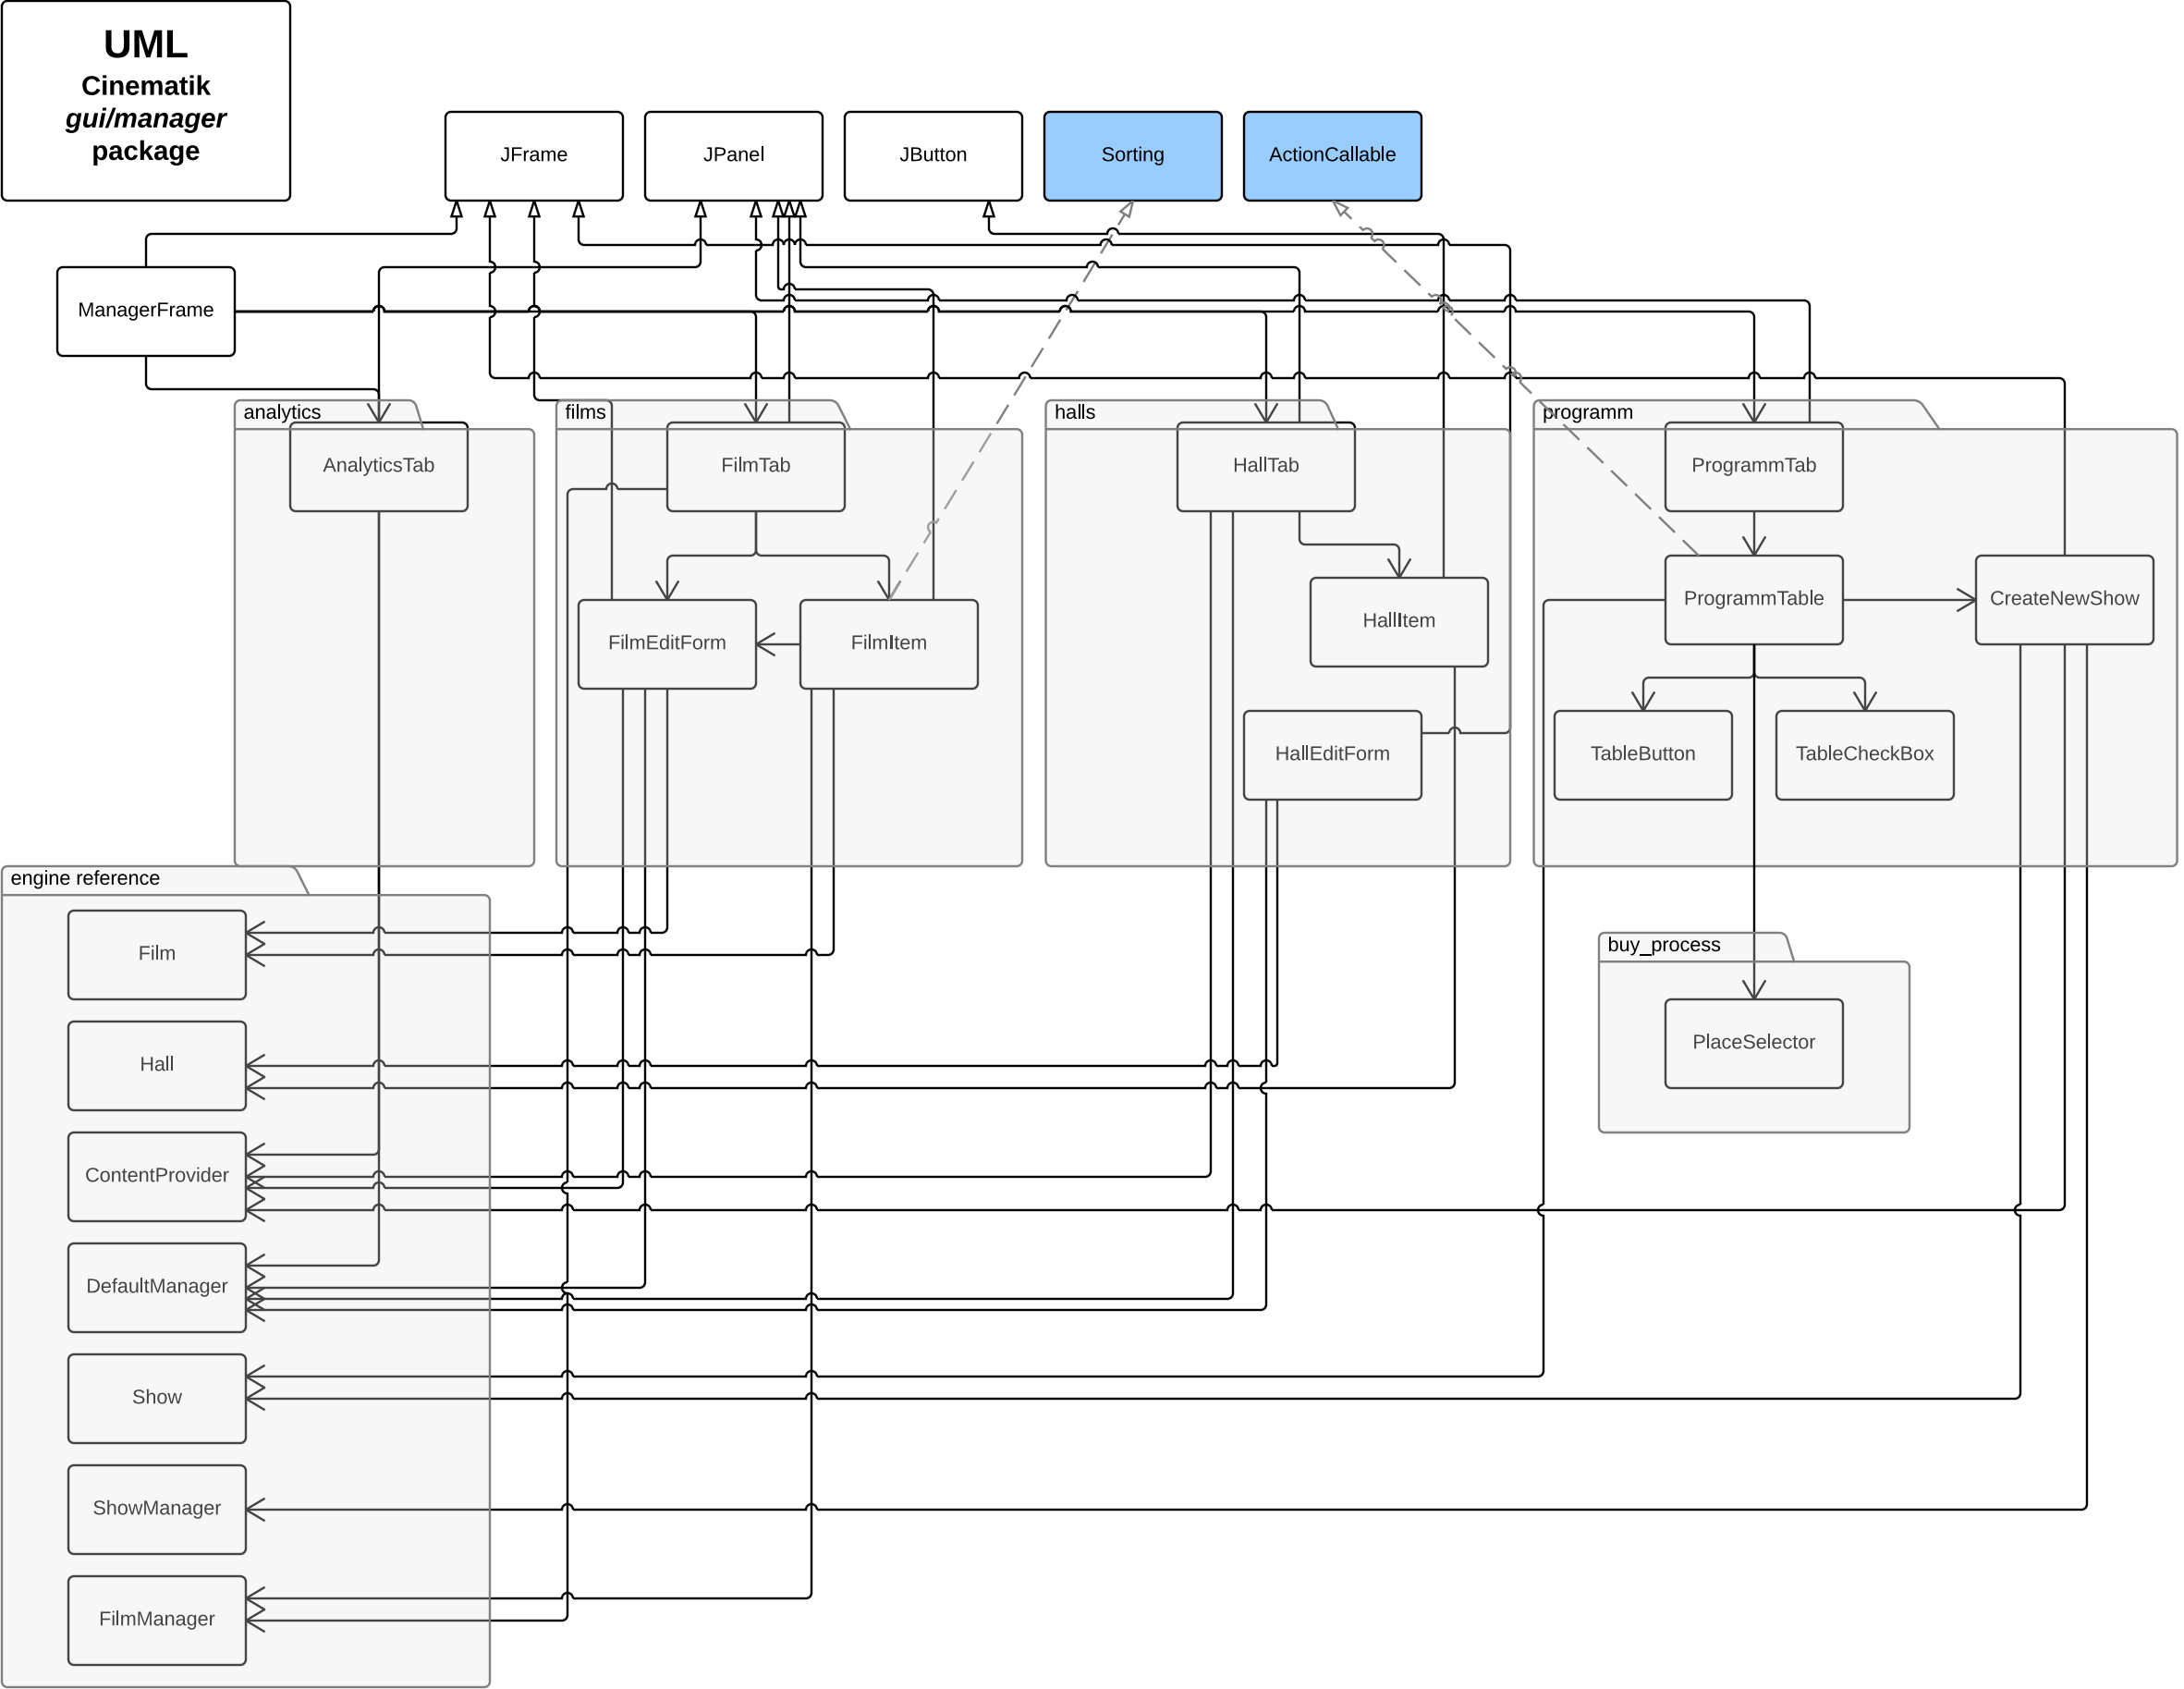 UML
Cinematik
gui/manager
package
JFrame
JPanel
JButton
Sorting
ActionCallable
ManagerFrame
analytics
films
halls
programm
AnalyticsTab
FilmTab
HallTab
ProgrammTab
ProgrammTable
CreateNewShow
HallItem
FilmEditForm
FilmItem
HallEditForm
TableButton
TableCheckBox
engine reference
Film
buy_process
PlaceSelector
Hall
ContentProvider
DefaultManager
Show
ShowManager
FilmManager